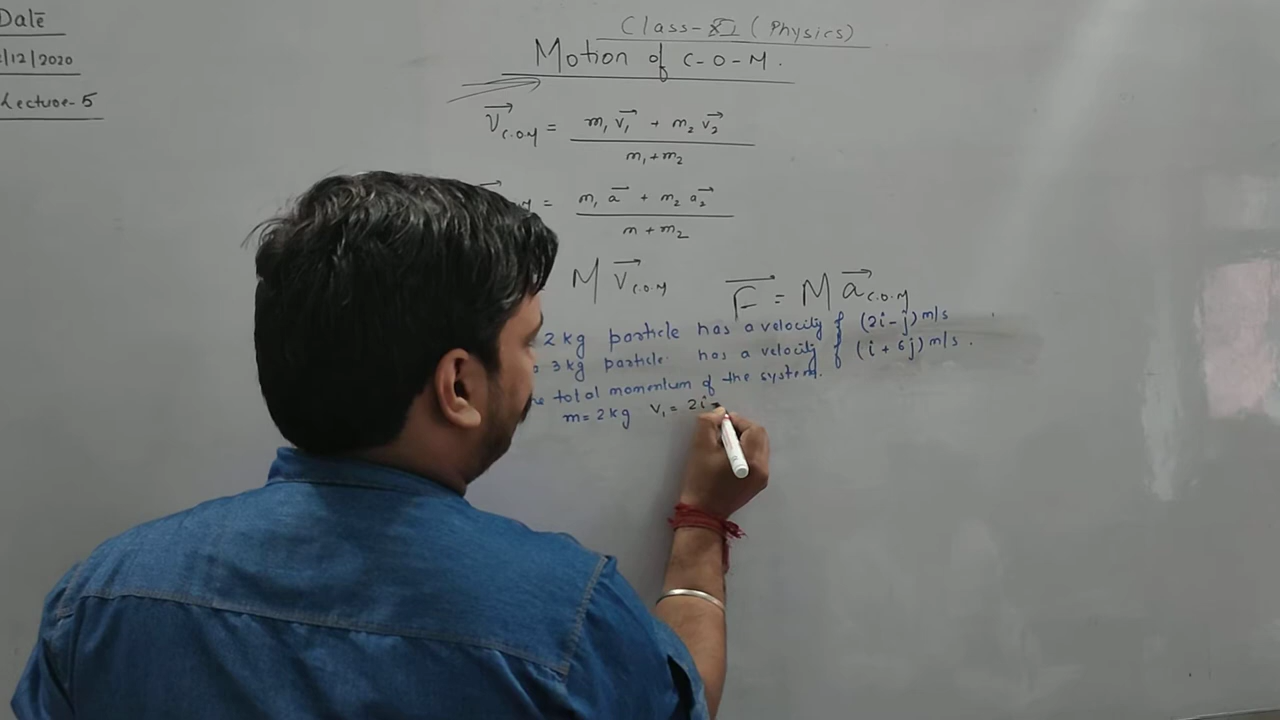 Date
/12/2020
Lecture-5
Class-XI (Physics)
Motion of C-O-M.
V⃗ C.O.M = m₁ v₁⃗ + m₂ v₂⃗ / m₁+m₂
= m₁ a⃗ + m₂ a₂⃗ / m + m₂
M V⃗ C.O.M F⃗ = M a⃗ C.O.M
2 kg particle has a velocity of (2i-j) m/s
3 kg particle has a velocity of (i + 6j) m/s.
total momentum of the system.
m = 2 kg V₁ = 2i -